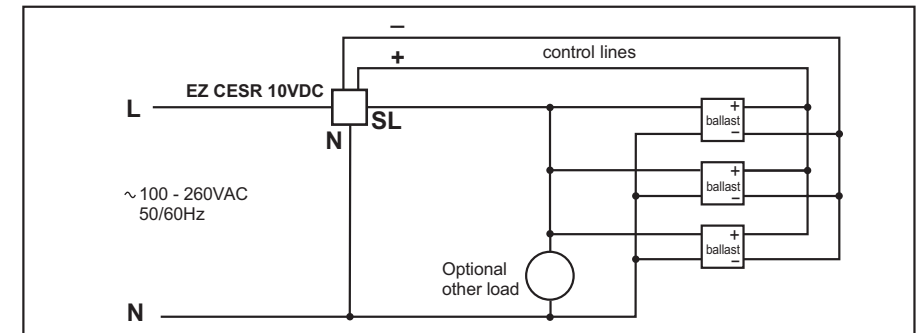 –
+
control lines
EZ CESR 10VDC
L
SL
N
+
ballast
–
+
ballast
–
+
ballast
–
~ 100 - 260VAC
50/60Hz
Optional
other load
N